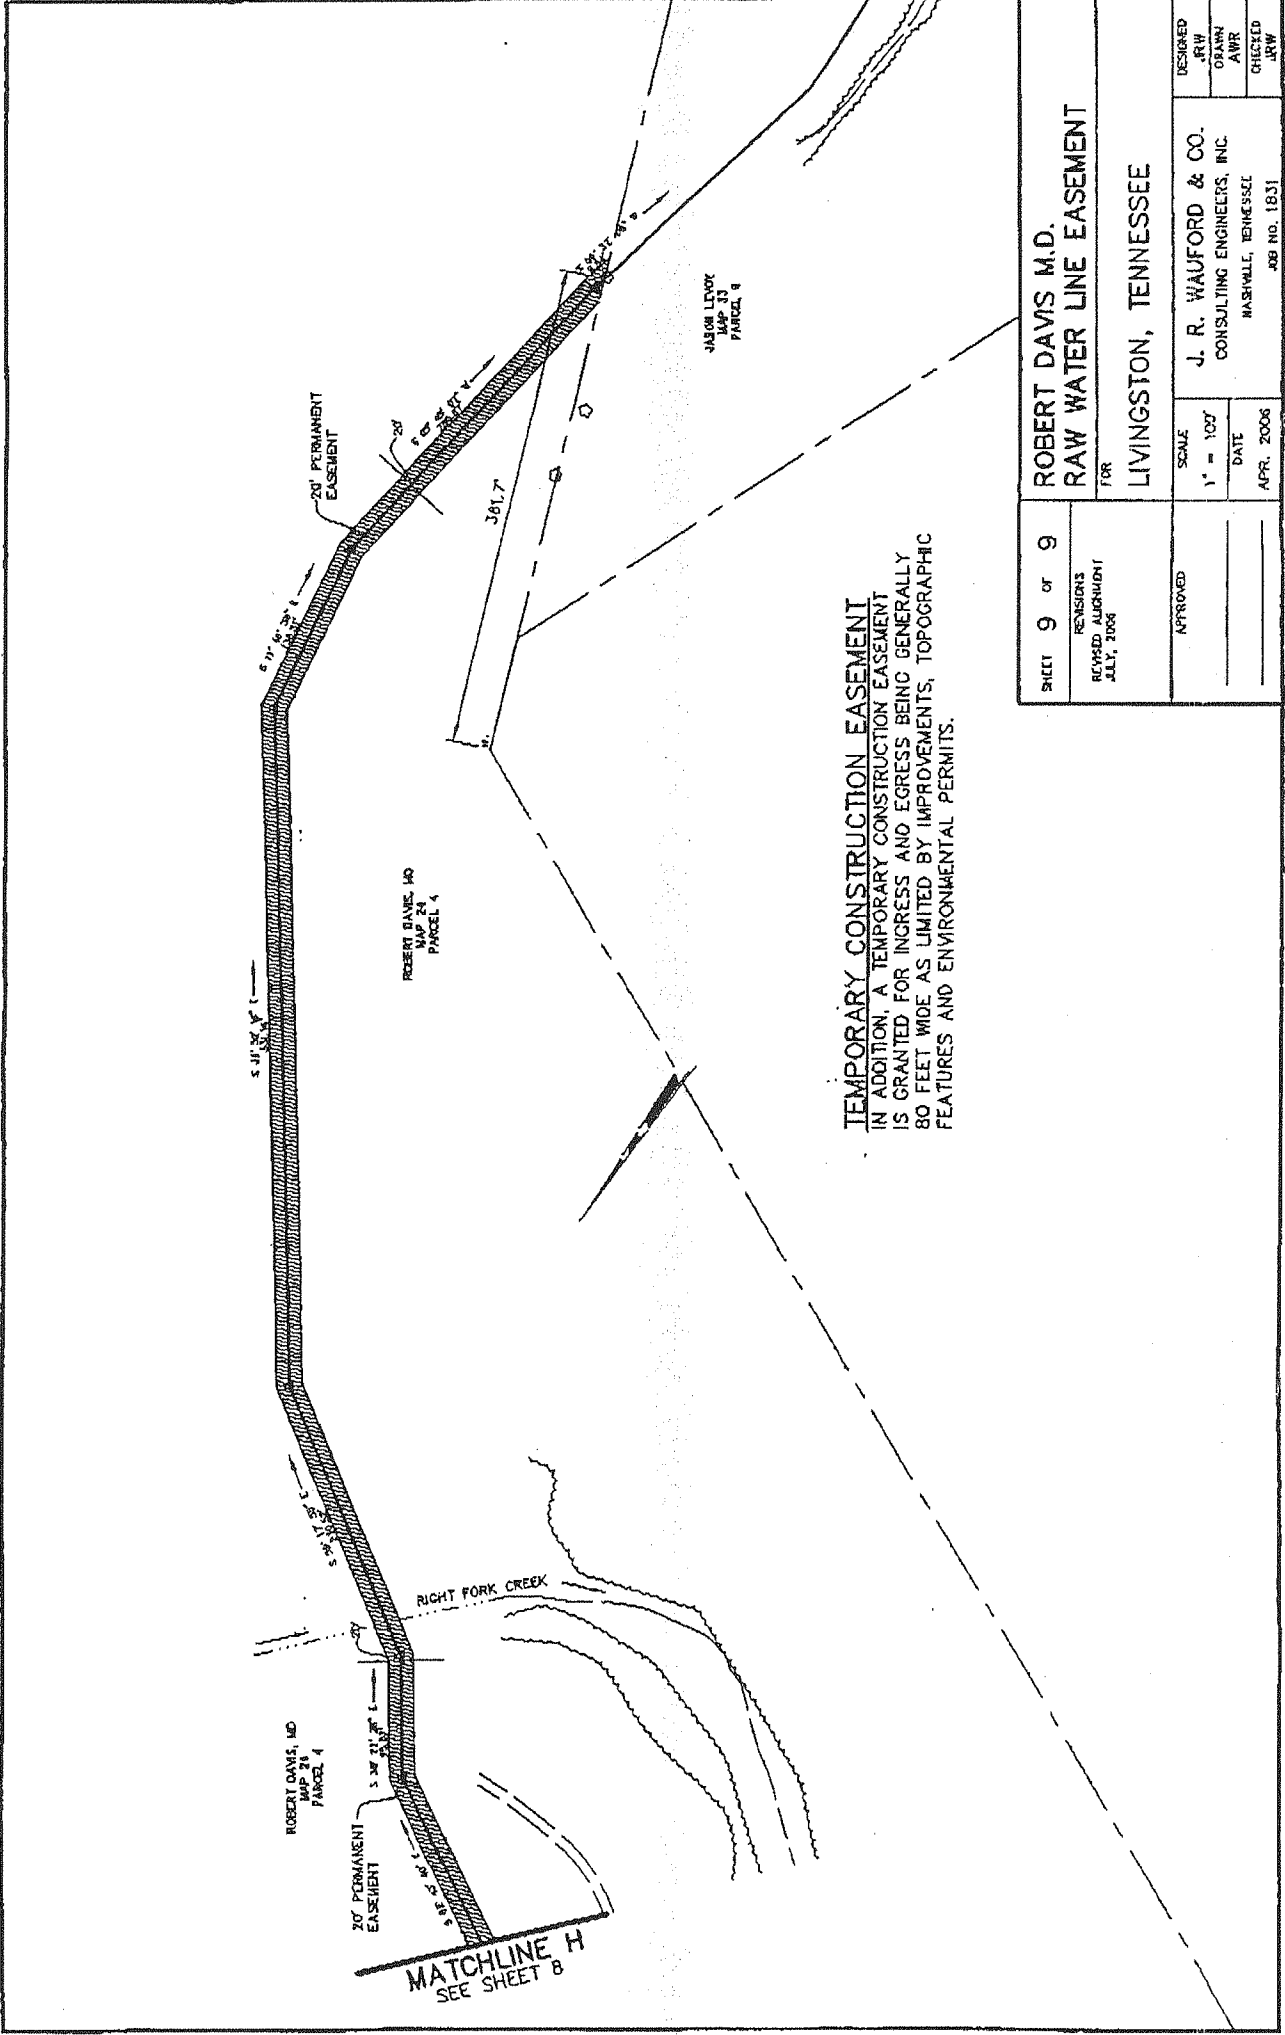 MATCHLINE H
SEE SHEET 8
20' PERMANENT
EASEMENT
ROBERT DAVIS, MD
PARCEL 4
20'
RIGHT FORK CREEK
ROBERT DAVIS, MD
MAP 24
PARCEL 4
20' PERMANENT
EASEMENT
20'
381.7'
JASON LEVOY
MAP 33
PARCEL 9
TEMPORARY CONSTRUCTION EASEMENT
IN ADDITION, A TEMPORARY CONSTRUCTION EASEMENT
IS GRANTED FOR INGRESS AND EGRESS BEING GENERALLY
80 FEET WIDE AS LIMITED BY IMPROVEMENTS, TOPOGRAPHIC
FEATURES AND ENVIRONMENTAL PERMITS.
SHEET 9 OF 9
REVISIONS
REVISED ALIGNMENT
JULY, 2006
ROBERT DAVIS M.D.
RAW WATER LINE EASEMENT
FOR
LIVINGSTON, TENNESSEE
APPROVED
SCALE
1" = 100'
DATE
APR. 2006
J. R. WAUFORD & CO.
CONSULTING ENGINEERS, INC.
NASHVILLE, TENNESSEE
JOB NO. 1831
DESIGNED
JRW
DRAWN
AWR
CHECKED
JRW